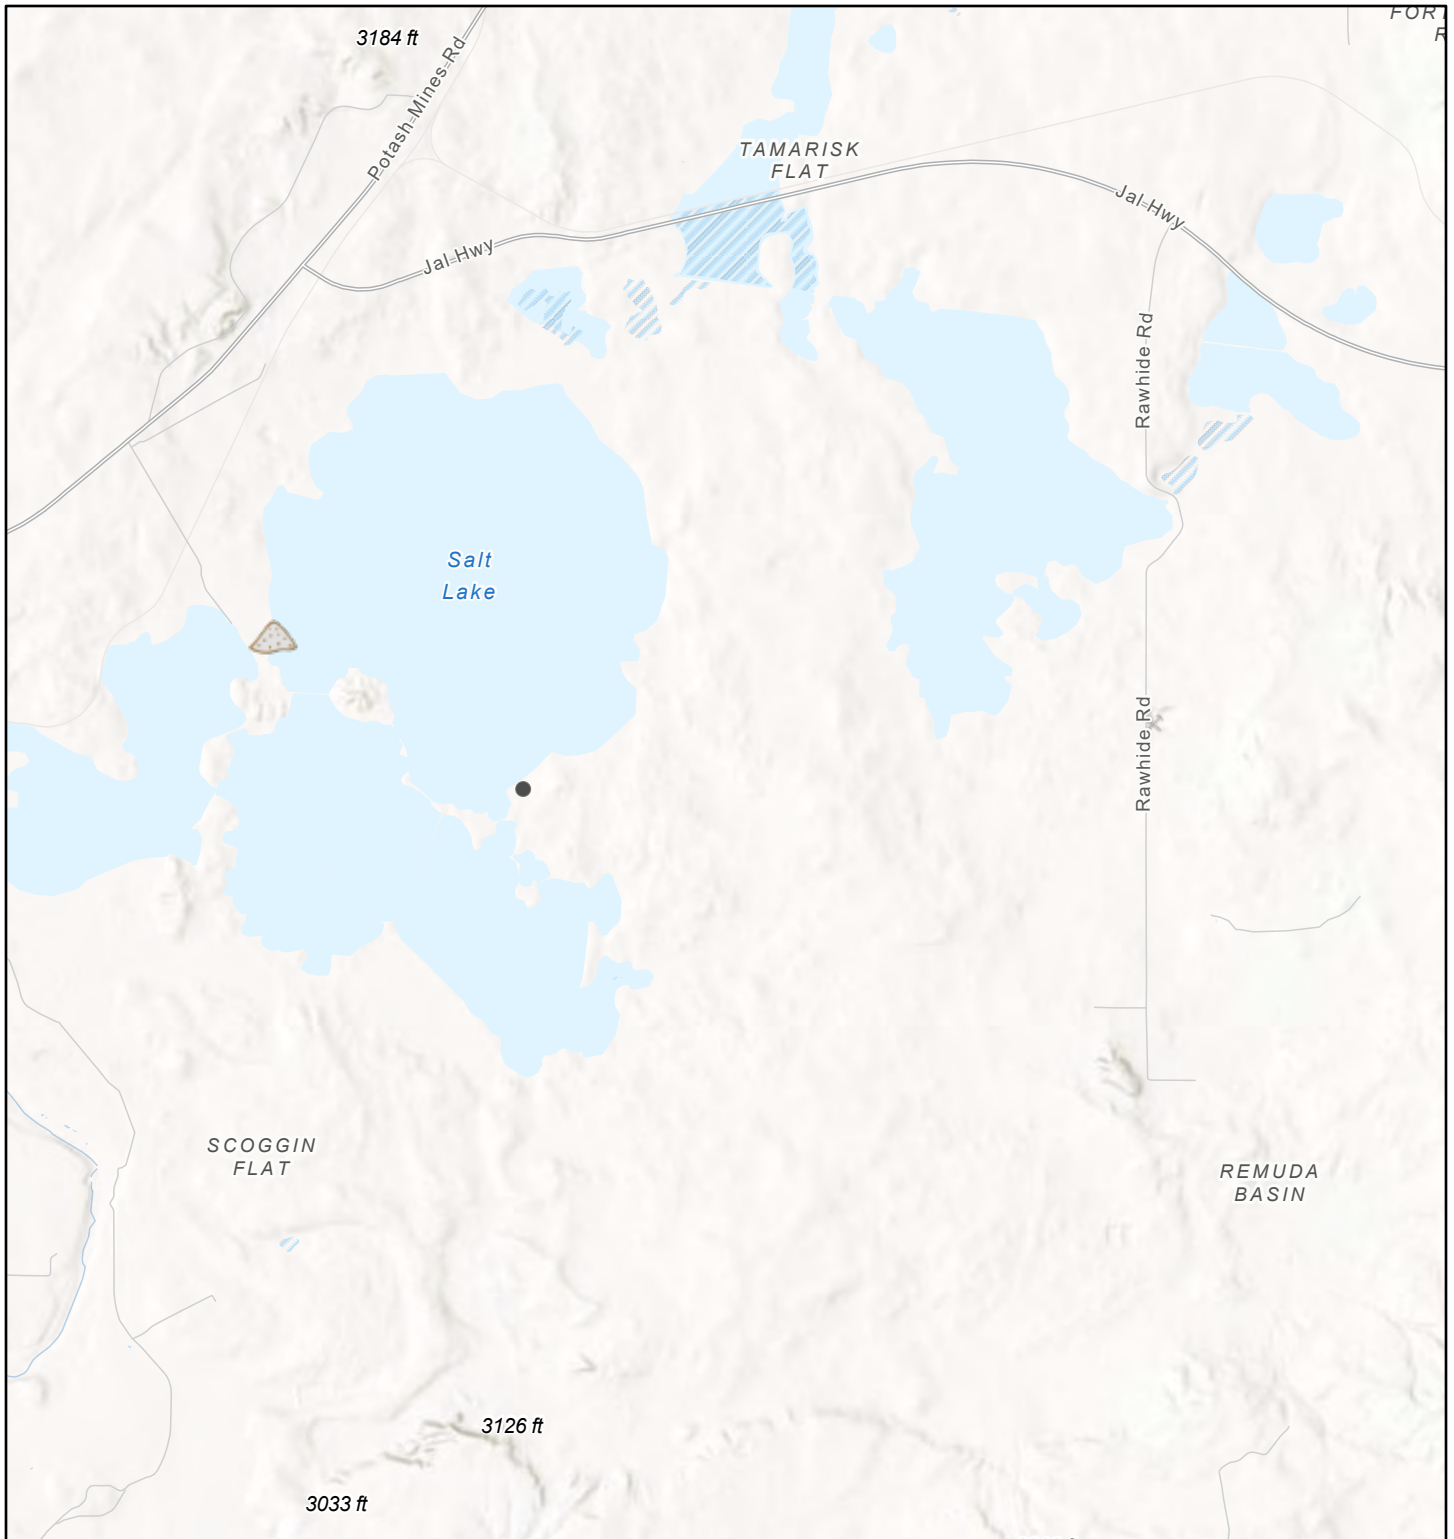 3184 ft
FORT
R
Potash Mines Rd
TAMARISK
FLAT
Jal Hwy
Jal Hwy
Rawhide Rd
Salt
Lake
Rawhide Rd
SCOGGIN
FLAT
REMUDA
BASIN
3126 ft
3033 ft